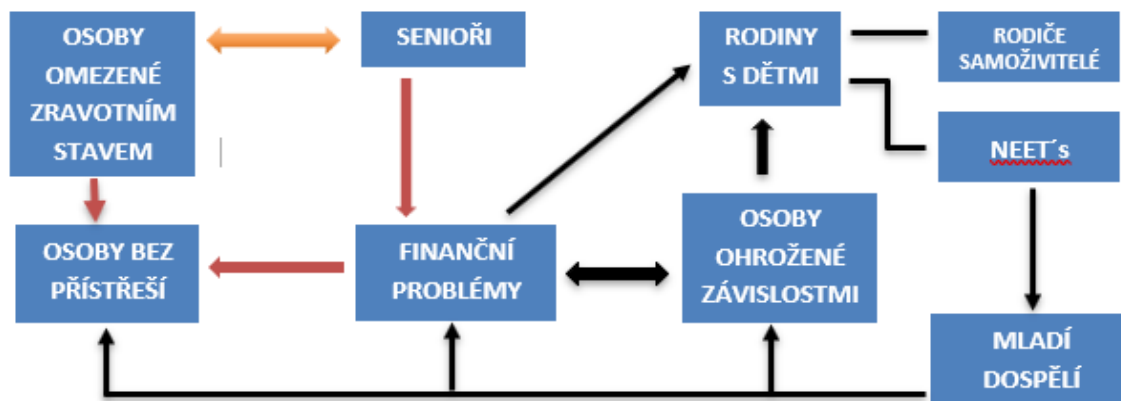 OSOBY
OMEZENÉ
ZRAVOTNÍM
STAVEM
SENIOŘI
RODINY
S DĚTMI
RODIČE
SAMOŽIVITELÉ
NEET´s
OSOBY BEZ
PŘÍSTŘEŠÍ
FINANČNÍ
PROBLÉMY
OSOBY
OHROŽENÉ
ZÁVISLOSTMI
MLADÍ
DOSPĚLÍ